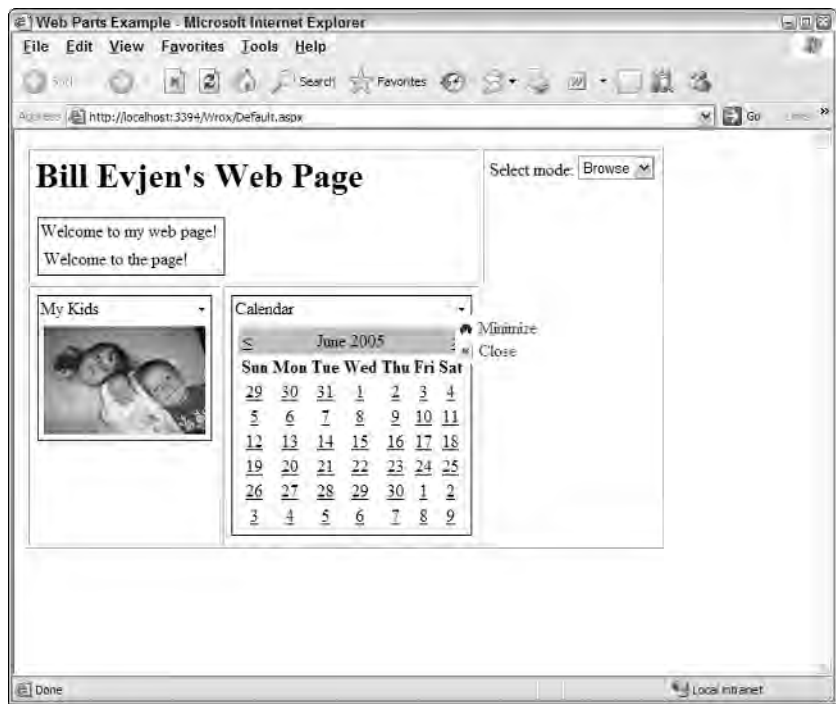 Web Parts Example - Microsoft Internet Explorer
File Edit View Favorites Tools Help
Search Favorites
Address http://localhost:3394/Wrox/Default.aspx Go
Bill Evjen's Web Page
Select mode: Browse
Welcome to my web page!
Welcome to the page!
My Kids
Calendar
Minimize
Close
< June 2005
Sun Mon Tue Wed Thu Fri Sat
29 30 31 1 2 3 4
5 6 7 8 9 10 11
12 13 14 15 16 17 18
19 20 21 22 23 24 25
26 27 28 29 30 1 2
3 4 5 6 7 8 9
Done Local intranet